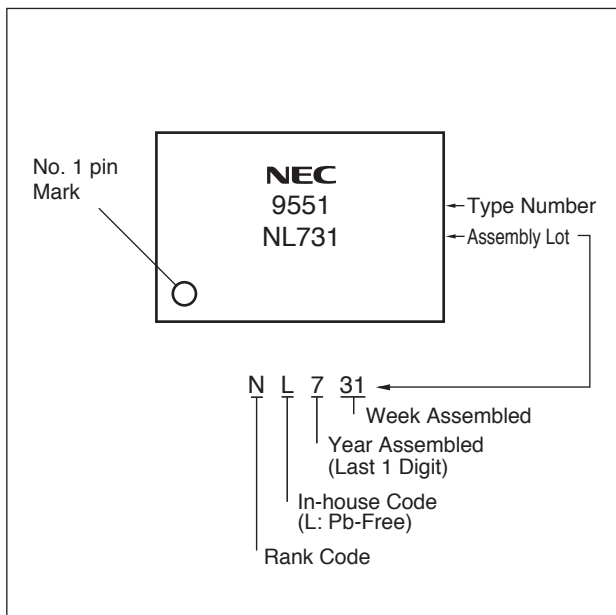 No. 1 pin
Mark
NEC
9551
NL731
Type Number
Assembly Lot
N L 7 31
Week Assembled
Year Assembled
(Last 1 Digit)
In-house Code
(L: Pb-Free)
Rank Code